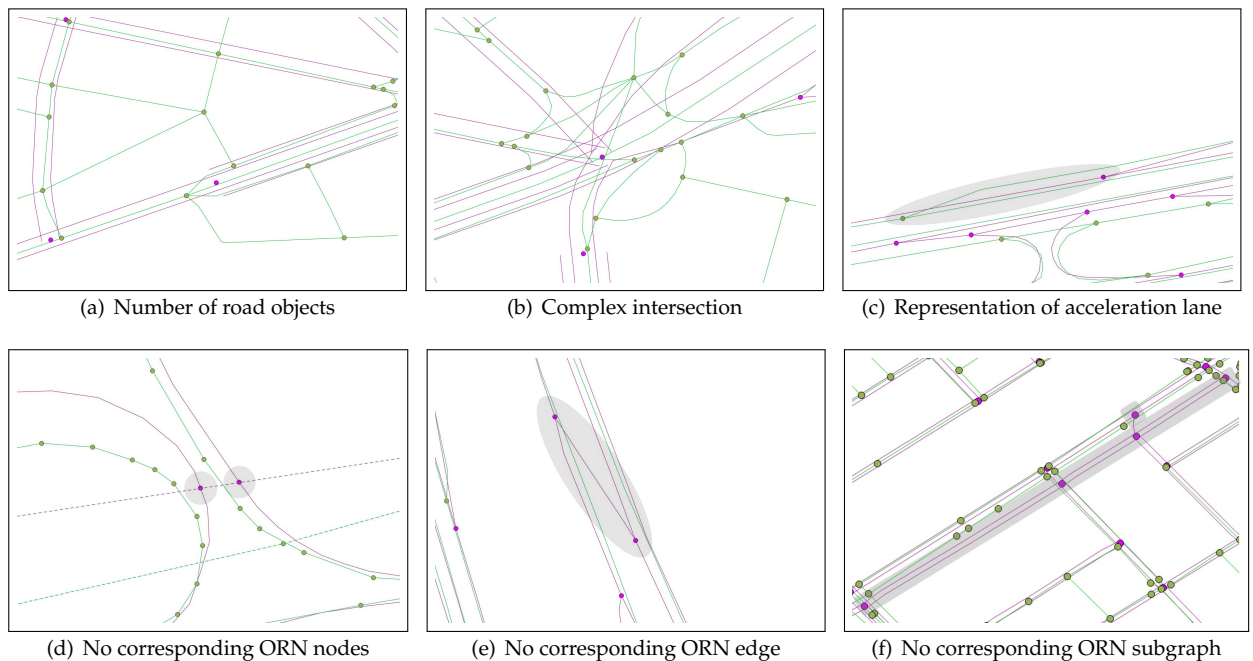 (a) Number of road objects
(b) Complex intersection
(c) Representation of acceleration lane
(d) No corresponding ORN nodes
(e) No corresponding ORN edge
(f) No corresponding ORN subgraph